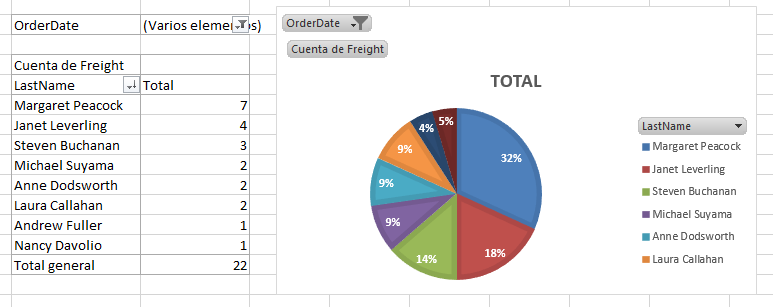 OrderDate (Varios elementos)
Cuenta de Freight
LastName Total
Margaret Peacock 7
Janet Leverling 4
Steven Buchanan 3
Michael Suyama 2
Anne Dodsworth 2
Laura Callahan 2
Andrew Fuller 1
Nancy Davolio 1
Total general 22
OrderDate
Cuenta de Freight
TOTAL
32%
18%
14%
9%
9%
9%
4%
5%
LastName
Margaret Peacock
Janet Leverling
Steven Buchanan
Michael Suyama
Anne Dodsworth
Laura Callahan